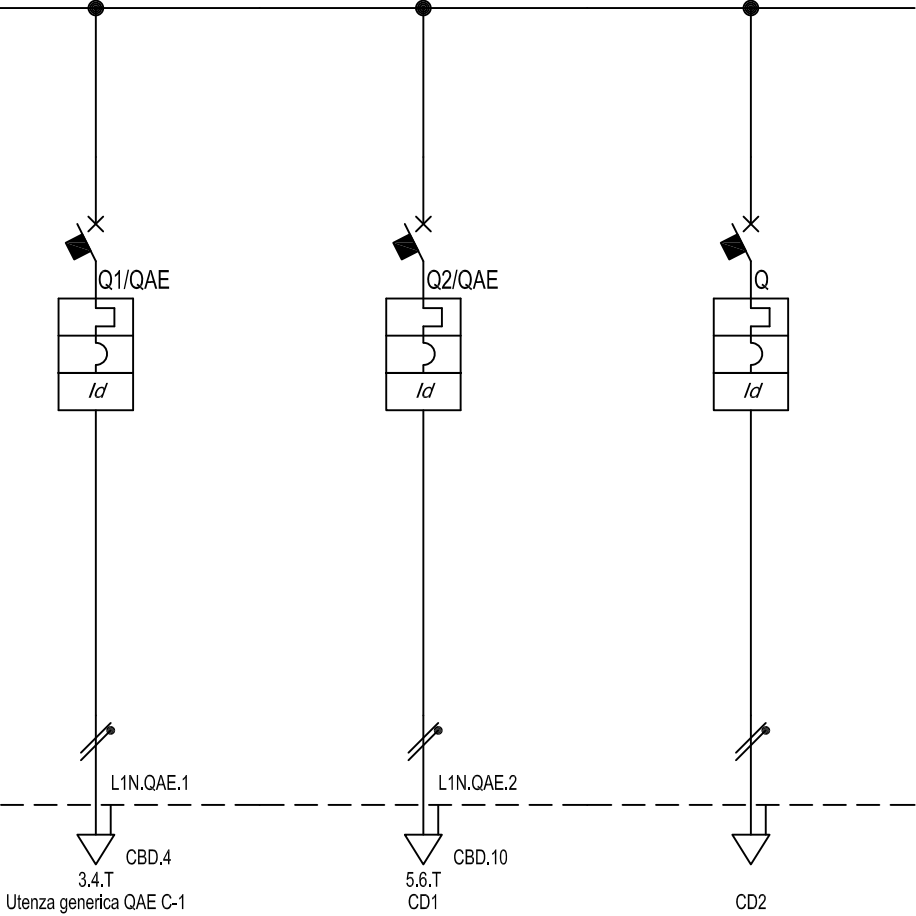 Q1/QAE
Q2/QAE
Q
Id
Id
Id
L1N.QAE.1
L1N.QAE.2
CBD.4
CBD.10
3.4.T
5.6.T
Utenza generica QAE C-1
CD1
CD2